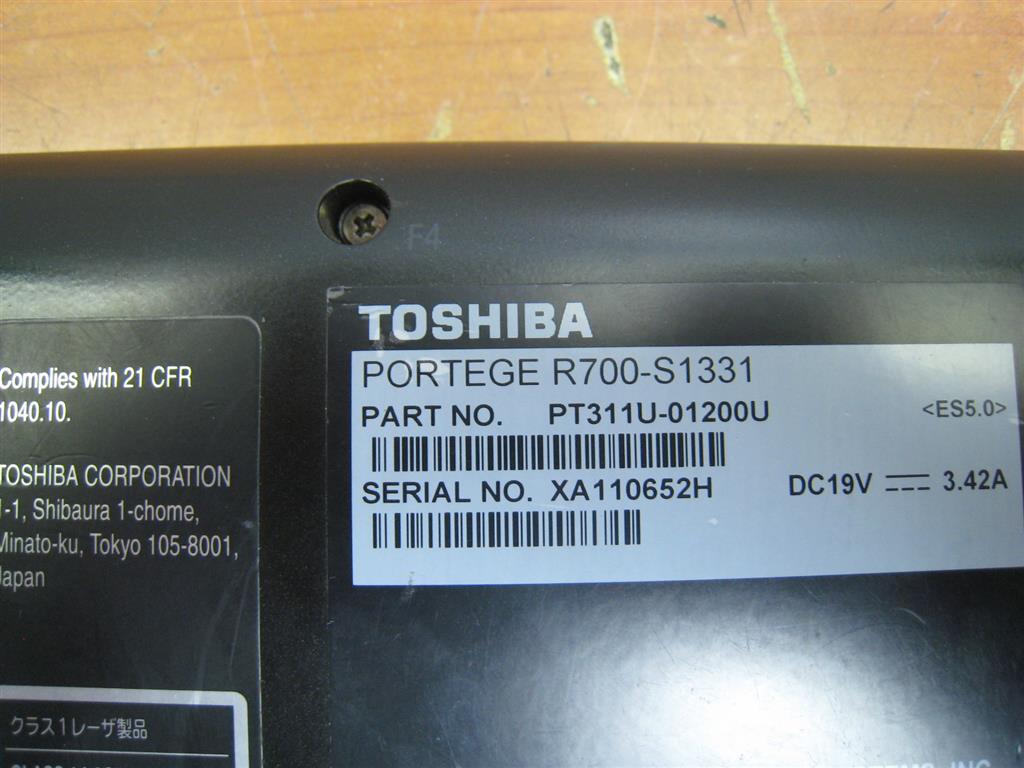 F4
TOSHIBA
PORTEGE R700-S1331
PART NO. PT311U-01200U <ES5.0>
SERIAL NO. XA110652H DC19V 3.42A
Complies with 21 CFR
1040.10.
TOSHIBA CORPORATION
1-1, Shibaura 1-chome,
Minato-ku, Tokyo 105-8001,
Japan
クラス1レーザ製品
INC.